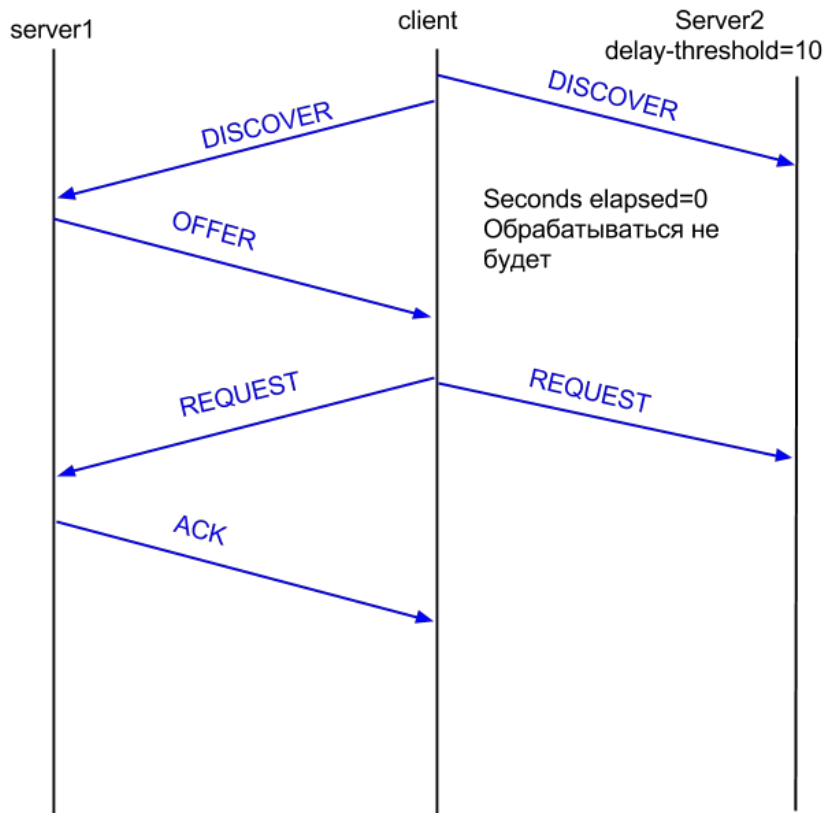 server1
client
Server2
delay-threshold=10
DISCOVER
DISCOVER
Seconds elapsed=0
Обрабатываться не
будет
OFFER
REQUEST
REQUEST
ACK